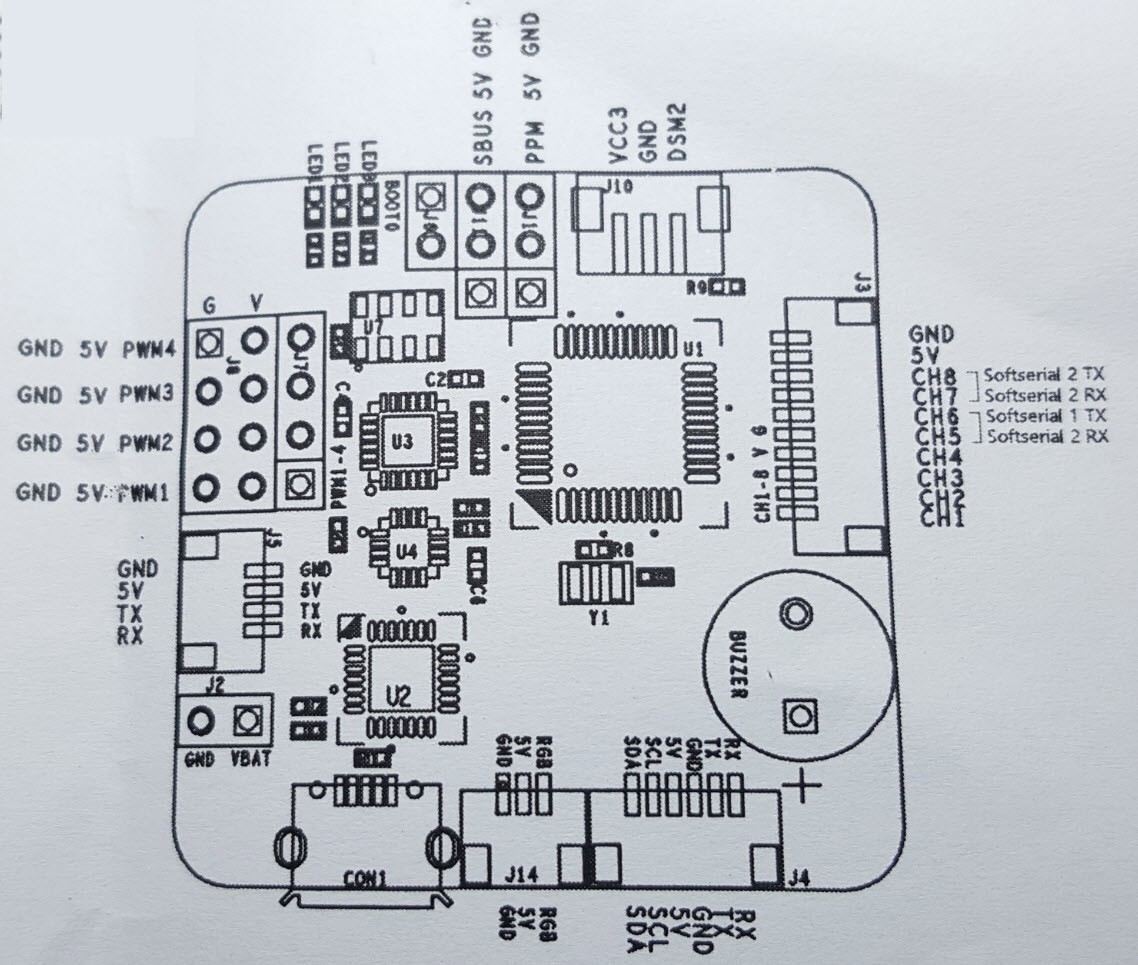 SBUS 5V GND
PPM 5V GND
VCC3
GND
DSM2
LED1
LED2
LED3
BOOT0
J10
R9
J3
G V
U7
U1
J8
J7
GND 5V PWM4
GND 5V PWM3
GND 5V PWM2
GND 5V PWM1
C2
U3
PWM1-4
CH1-8 V G
GND
5V
CH8 Softserial 2 TX
CH7 Softserial 2 RX
CH6 Softserial 1 TX
CH5 Softserial 2 RX
CH4
CH3
CH2
CH1
U4
R8
Y1
J5
GND GND
5V 5V
TX TX
RX RX
BUZZER
J2
U2
GND VBAT
GND
5V
RGB
SDA
SCL
5V
GND
TX
RX
CON1
J14
J4
GND
5V
RGB
SDA
SCL
5V
GND
TX
RX